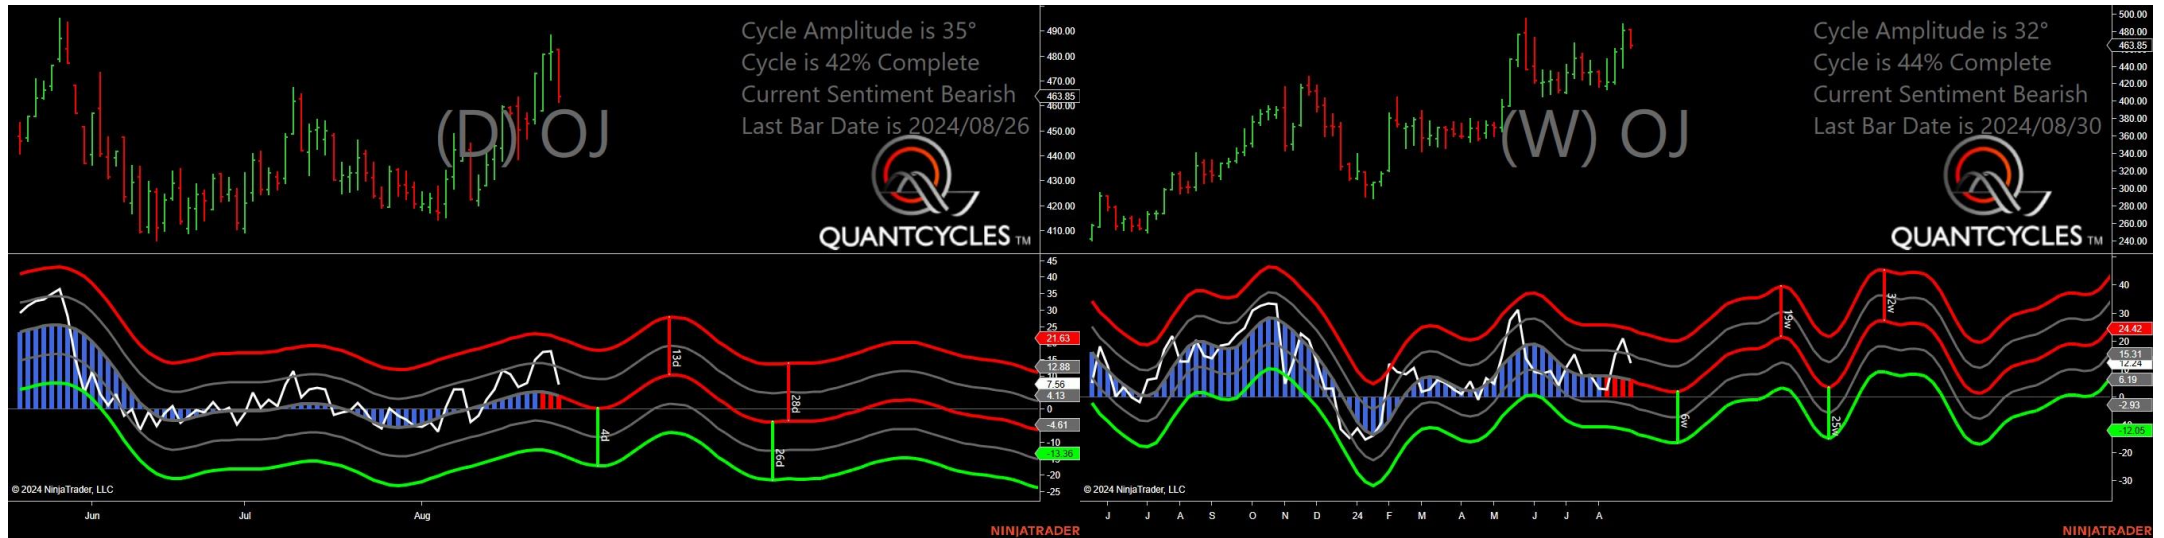 Cycle Amplitude is 35°
Cycle is 42% Complete
Current Sentiment Bearish
Last Bar Date is 2024/08/26
(D) OJ
QUANTCYCLES TM
490.00
480.00
470.00
463.85
460.00
450.00
440.00
430.00
420.00
410.00
45
40
35
30
25
21.63
15
12.88
7.56
4.13
0
-4.61
-10
-13.36
-20
-25
13d
28d
4d
26d
© 2024 NinjaTrader, LLC
Jun Jul Aug
NINJATRADER
Cycle Amplitude is 32°
Cycle is 44% Complete
Current Sentiment Bearish
Last Bar Date is 2024/08/30
(W) OJ
QUANTCYCLES TM
500.00
480.00
463.85
440.00
420.00
400.00
380.00
360.00
340.00
320.00
300.00
280.00
260.00
240.00
40
30
24.42
20
15.31
12.24
6.19
-2.93
-12.05
-20
-30
19w
32w
6w
25w
© 2024 NinjaTrader, LLC
J J A S O N D 24 F M A M J J A
NINJATRADER